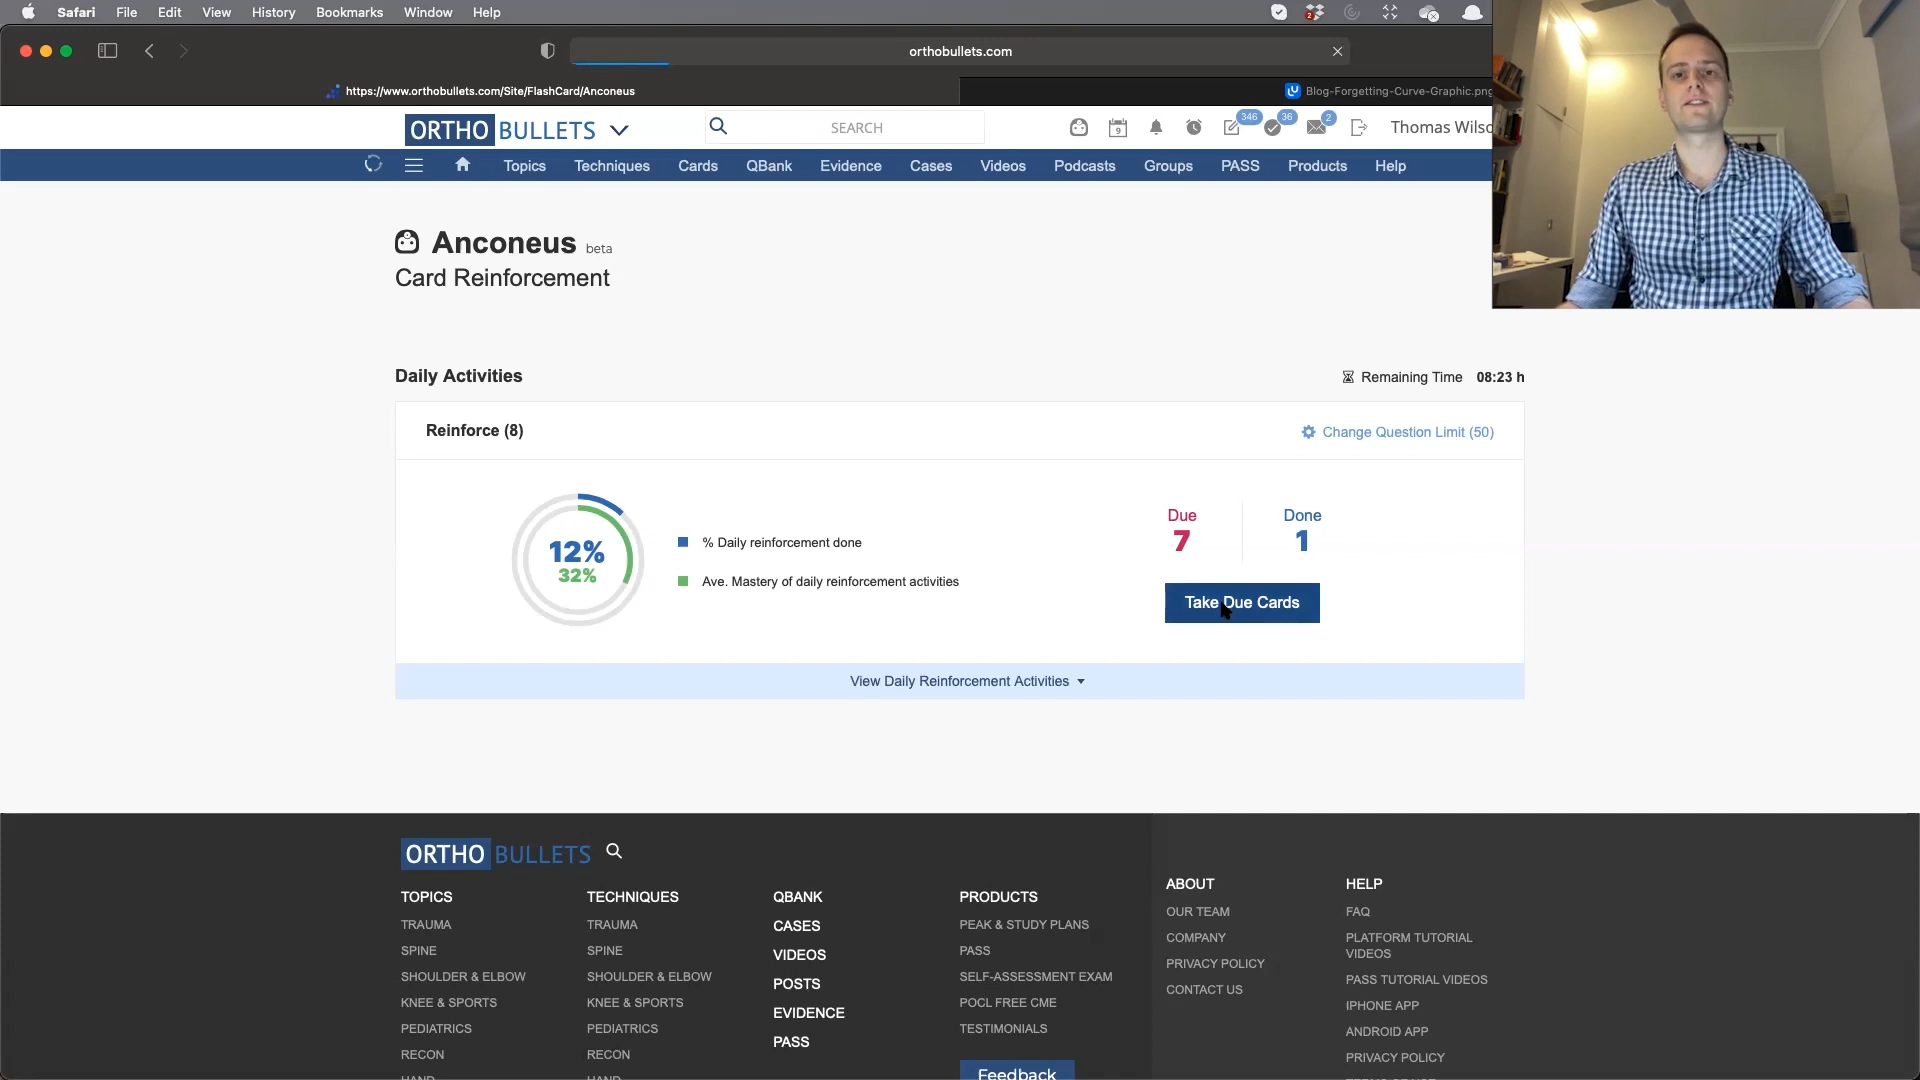 Safari File Edit View History Bookmarks Window Help
2
orthobullets.com
https://www.orthobullets.com/Site/FlashCard/Anconeus
Blog-Forgetting-Curve-Graphic.png
ORTHOBULLETS
SEARCH
9
346
36
2
Thomas Wilso
Topics Techniques Cards QBank Evidence Cases Videos Podcasts Groups PASS Products Help
Anconeus beta
Card Reinforcement
Daily Activities
Remaining Time 08:23 h
Reinforce (8)
Change Question Limit (50)
12%
32%
% Daily reinforcement done
Ave. Mastery of daily reinforcement activities
Due
7
Done
1
Take Due Cards
View Daily Reinforcement Activities
ORTHOBULLETS
TOPICS
TRAUMA
SPINE
SHOULDER & ELBOW
KNEE & SPORTS
PEDIATRICS
RECON
HAND
TECHNIQUES
TRAUMA
SPINE
SHOULDER & ELBOW
KNEE & SPORTS
PEDIATRICS
RECON
HAND
QBANK
CASES
VIDEOS
POSTS
EVIDENCE
PASS
PRODUCTS
PEAK & STUDY PLANS
PASS
SELF-ASSESSMENT EXAM
POCL FREE CME
TESTIMONIALS
Feedback
ABOUT
OUR TEAM
COMPANY
PRIVACY POLICY
CONTACT US
HELP
FAQ
PLATFORM TUTORIAL
VIDEOS
PASS TUTORIAL VIDEOS
IPHONE APP
ANDROID APP
PRIVACY POLICY